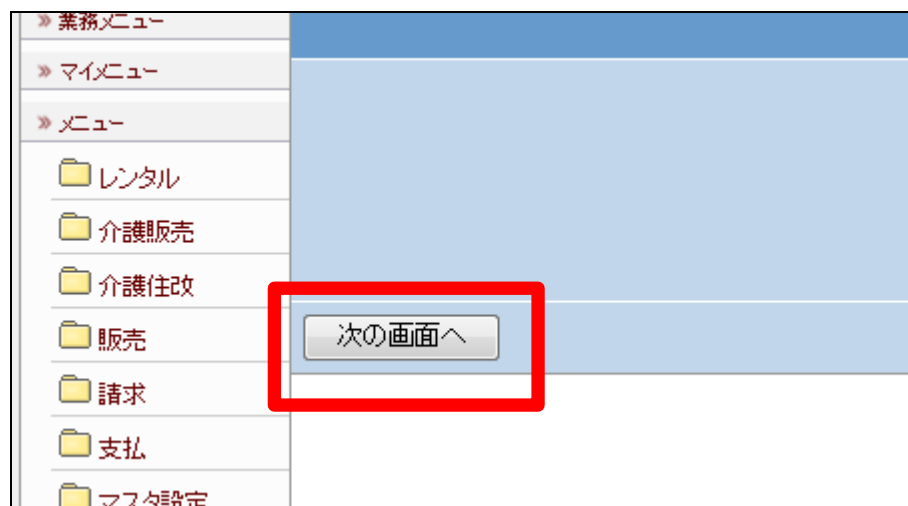 » 業務メニュー
» マイメニュー
» メニュー
レンタル
介護販売
介護住改
販売
次の画面へ
請求
支払
マスタ設定